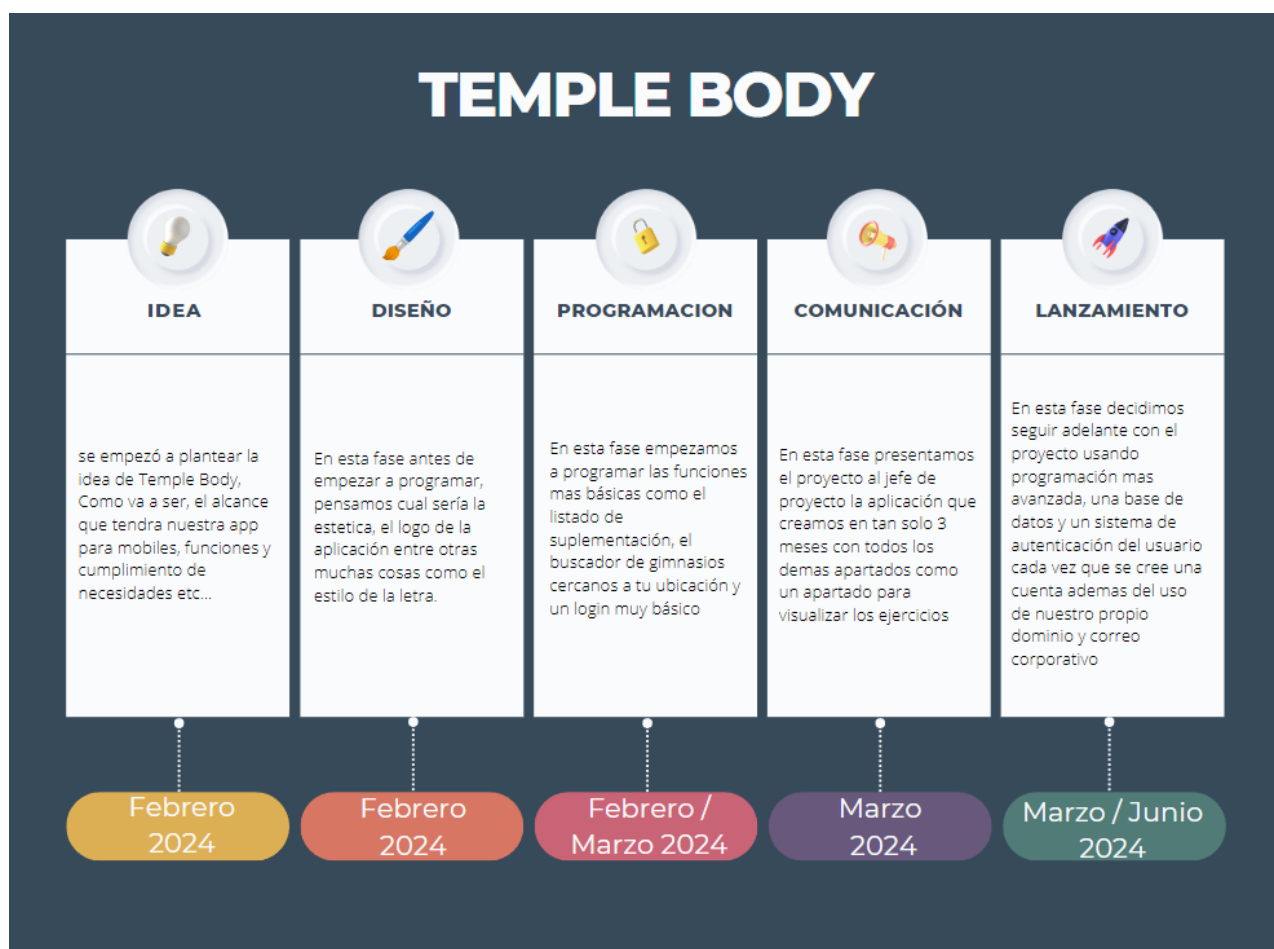 TEMPLE BODY
IDEA
se empezó a plantear la
idea de Temple Body,
Como va a ser, el alcance
que tendra nuestra app
para mobiles, funciones y
cumplimiento de
necesidades etc...
Febrero
2024
DISEÑO
En esta fase antes de
empezar a programar,
pensamos cual sería la
estetica, el logo de la
aplicación entre otras
muchas cosas como el
estilo de la letra.
Febrero
2024
PROGRAMACION
En esta fase empezamos
a programar las funciones
mas básicas como el
listado de
suplementación, el
buscador de gimnasios
cercanos a tu ubicación y
un login muy básico
Febrero /
Marzo 2024
COMUNICACIÓN
En esta fase presentamos
el proyecto al jefe de
proyecto la aplicación que
creamos en tan solo 3
meses con todos los
demas apartados como
un apartado para
visualizar los ejercicios
Marzo
2024
LANZAMIENTO
En esta fase decidimos
seguir adelante con el
proyecto usando
programación mas
avanzada, una base de
datos y un sistema de
autenticación del usuario
cada vez que se cree una
cuenta ademas del uso
de nuestro propio
dominio y correo
corporativo
Marzo / Junio
2024